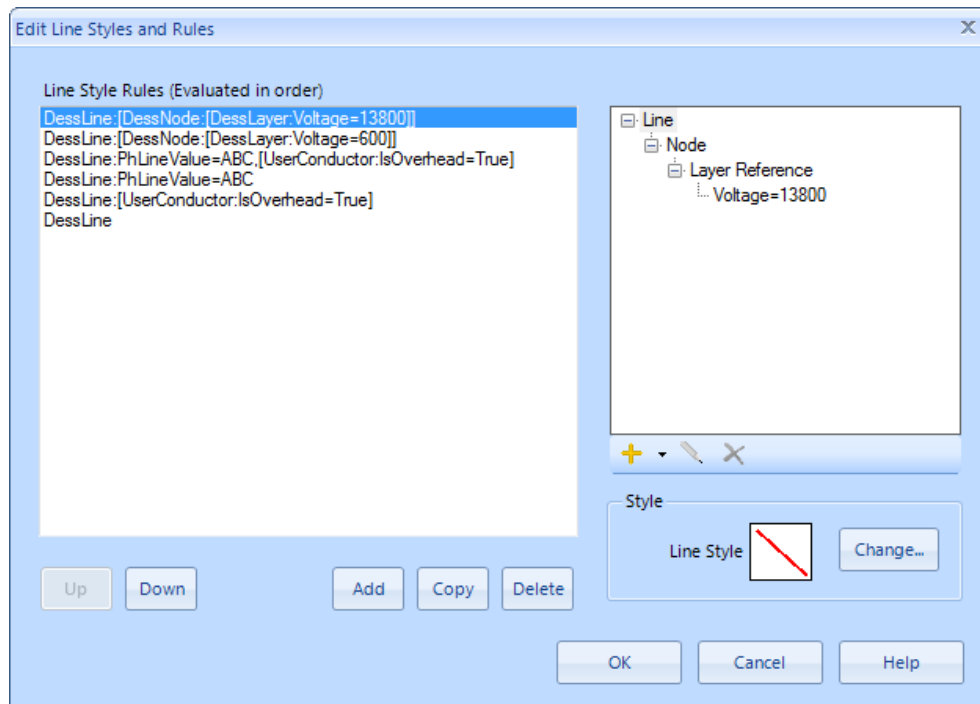 Edit Line Styles and Rules
Line Style Rules (Evaluated in order)
DessLine:[DessNode:[DessLayer:Voltage=13800]]
DessLine:[DessNode:[DessLayer:Voltage=600]]
DessLine:PhLineValue=ABC,[UserConductor:IsOverhead=True]
DessLine:PhLineValue=ABC
DessLine:[UserConductor:IsOverhead=True]
DessLine
Line
Node
Layer Reference
Voltage=13800
Style
Line Style
Change...
Up
Down
Add
Copy
Delete
OK
Cancel
Help